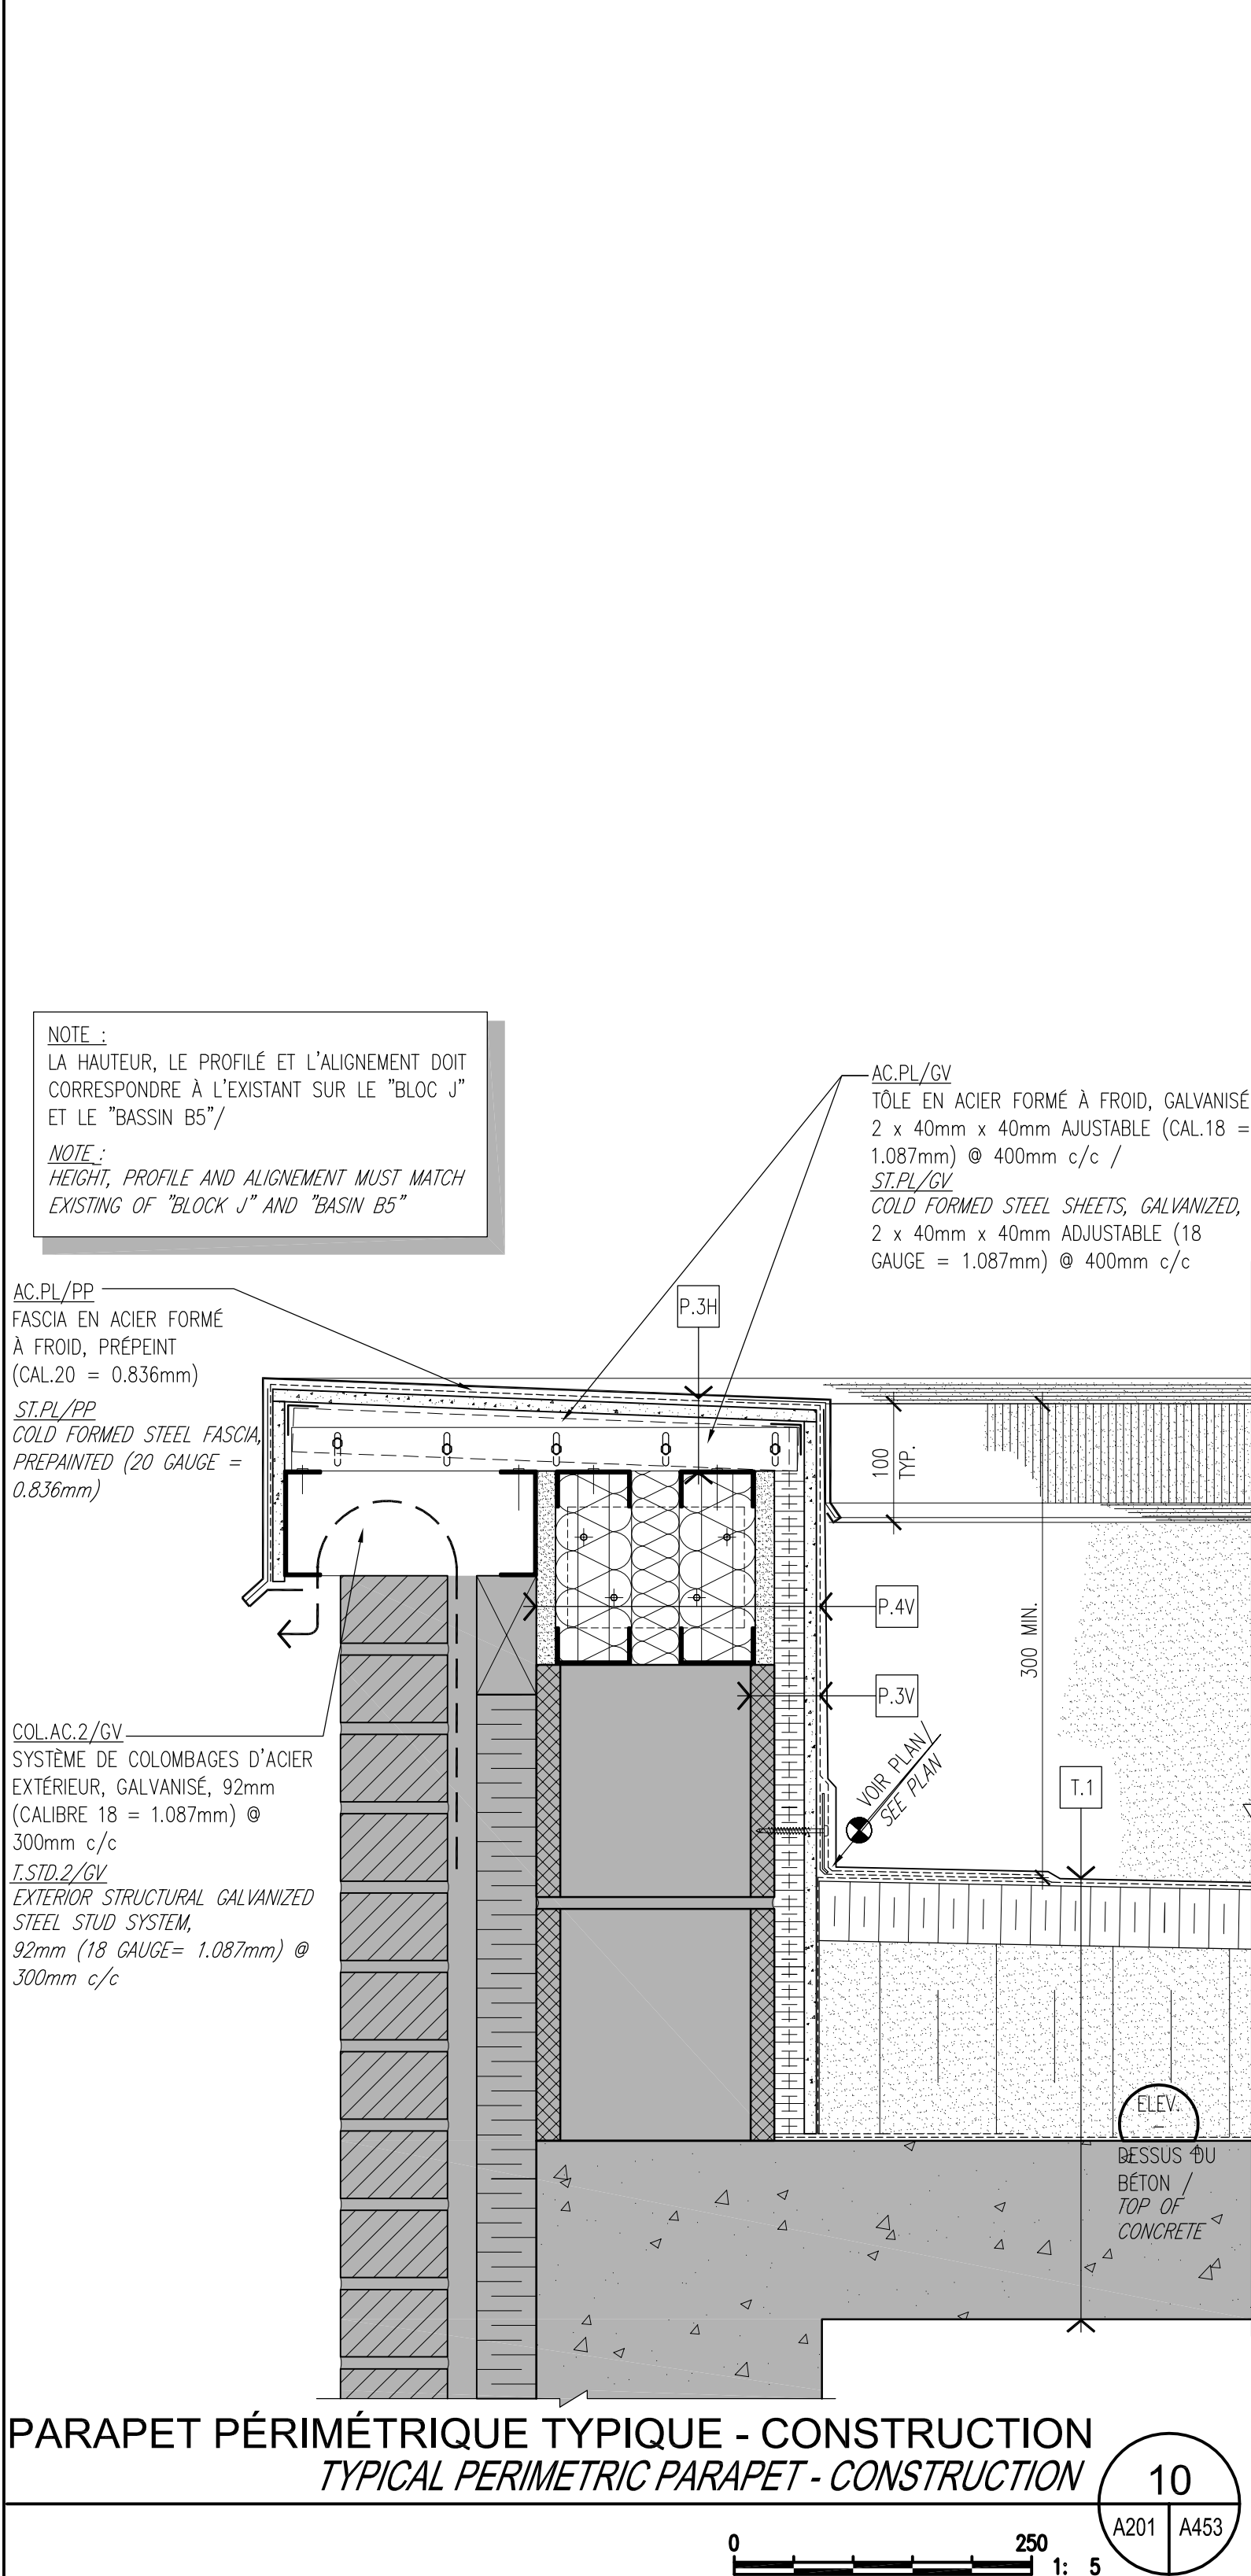 NOTE :
LA HAUTEUR, LE PROFILÉ ET L'ALIGNEMENT DOIT
CORRESPONDRE À L'EXISTANT SUR LE "BLOC J"
ET LE "BASSIN B5"/
NOTE :
HEIGHT, PROFILE AND ALIGNEMENT MUST MATCH
EXISTING OF "BLOCK J" AND "BASIN B5"
AC.PL/GV
TÔLE EN ACIER FORMÉ À FROID, GALVANISÉ
2 x 40mm x 40mm AJUSTABLE (CAL.18 =
1.087mm) @ 400mm c/c /
ST.PL/GV
COLD FORMED STEEL SHEETS, GALVANIZED,
2 x 40mm x 40mm ADJUSTABLE (18
GAUGE = 1.087mm) @ 400mm c/c
AC.PL/PP
FASCIA EN ACIER FORMÉ
À FROID, PRÉPEINT
(CAL.20 = 0.836mm)
ST.PL/PP
COLD FORMED STEEL FASCIA,
PREPAINTED (20 GAUGE =
0.836mm)
P.3H
100
TYP.
300 MIN.
P.4V
P.3V
VOIR PLAN/
SEE PLAN
T.1
COL.AC.2/GV
SYSTÈME DE COLOMBAGES D'ACIER
EXTÉRIEUR, GALVANISÉ, 92mm
(CALIBRE 18 = 1.087mm) @
300mm c/c
T.STD.2/GV
EXTERIOR STRUCTURAL GALVANIZED
STEEL STUD SYSTEM,
92mm (18 GAUGE= 1.087mm) @
300mm c/c
ELEV.
-
DESSUS DU
BÉTON /
TOP OF
CONCRETE
PARAPET PÉRIMÉTRIQUE TYPIQUE - CONSTRUCTION
TYPICAL PERIMETRIC PARAPET - CONSTRUCTION
10
A201 A453
0 250
1: 5